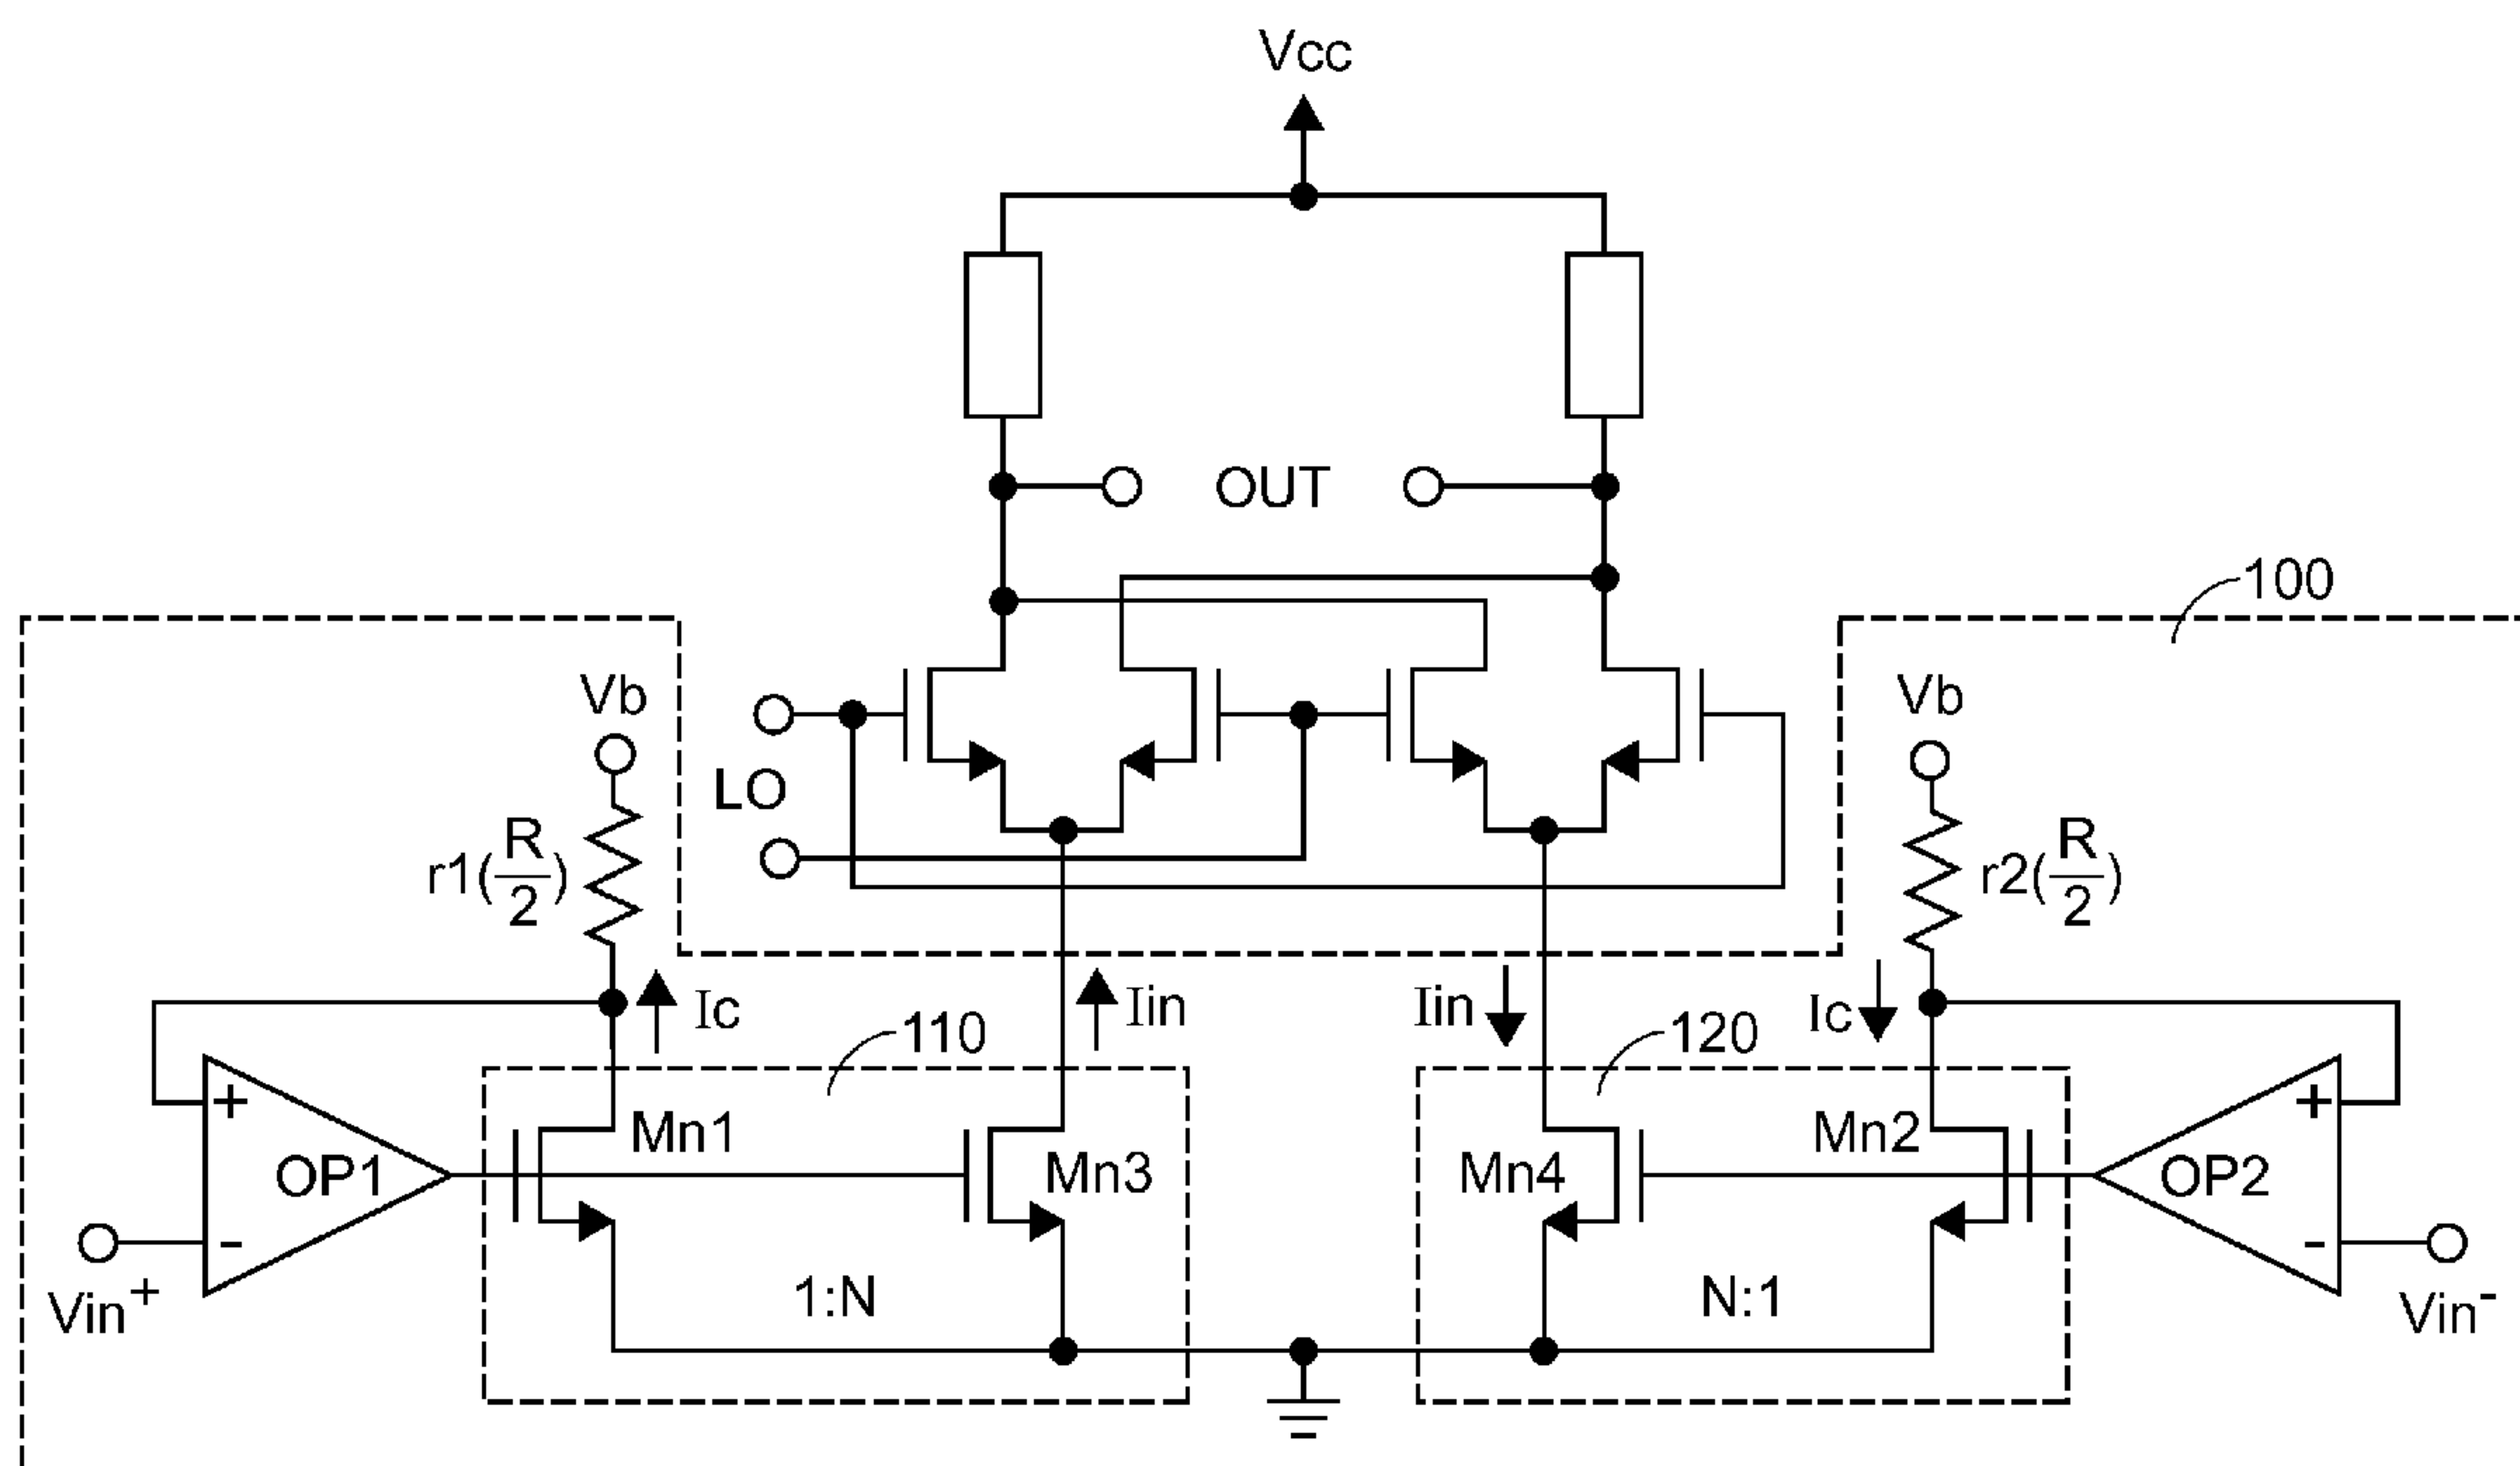 Vcc
OUT
100
Vb
Vb
LO
r1(R/2)
r2(R/2)
Ic
Iin
Iin
Ic
110
120
+
Mn1
Mn2
+
OP1
Mn3
Mn4
OP2
-
-
Vin+
1:N
N:1
Vin-